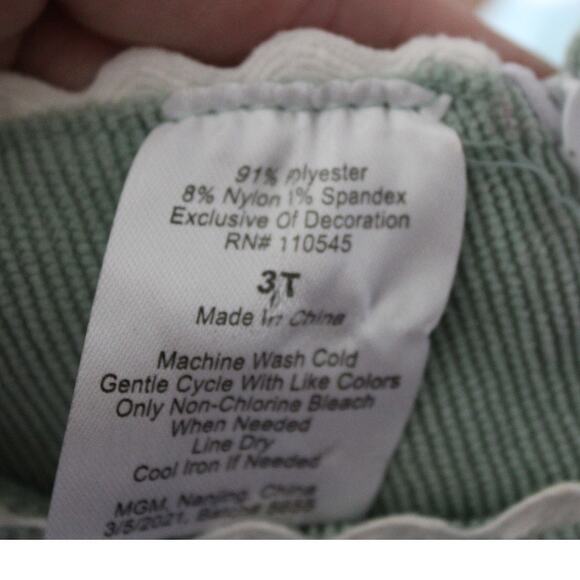 91% plyester
8% Nylon 1% Spandex
Exclusive Of Decoration
RN# 110545
3T
Made In China
Machine Wash Cold
Gentle Cycle With Like Colors
Only Non-Chlorine Bleach
When Needed
Line Dry
Cool Iron If Needed
MGM, Nanjing, China
3/5/2021,